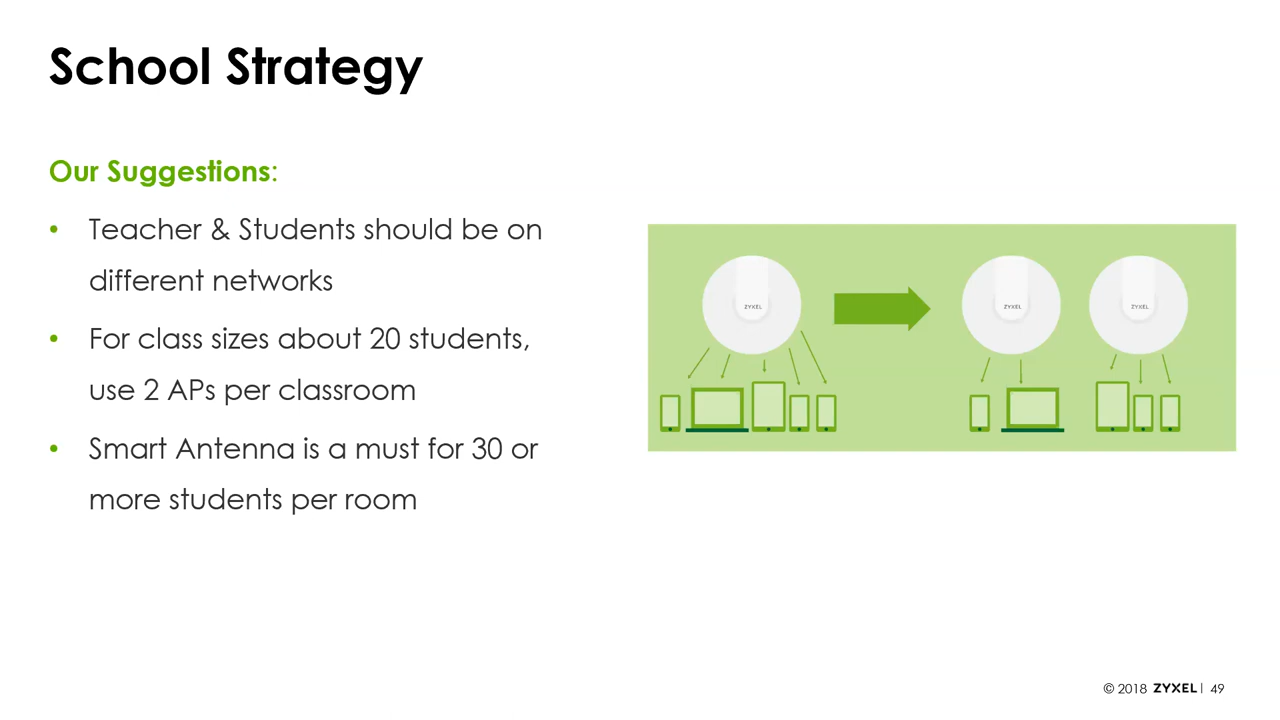 School Strategy
Our Suggestions:
• Teacher & Students should be on
different networks
• For class sizes about 20 students,
use 2 APs per classroom
• Smart Antenna is a must for 30 or
more students per room
ZYXEL
ZYXEL
ZYXEL
© 2018 ZYXEL | 49